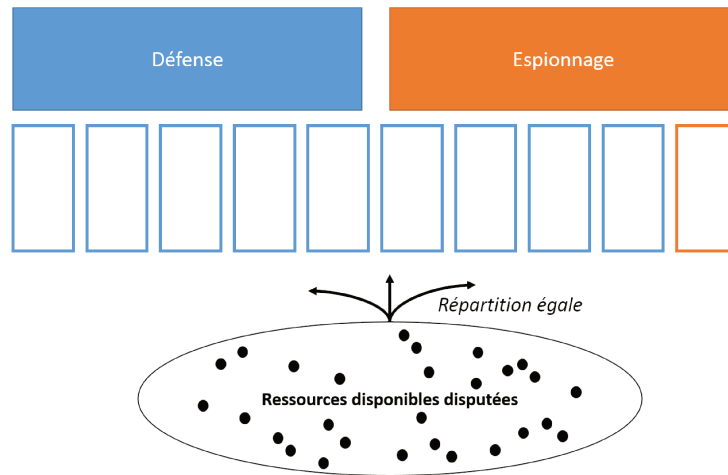 Défense
Espionnage
Répartition égale
Ressources disponibles disputées